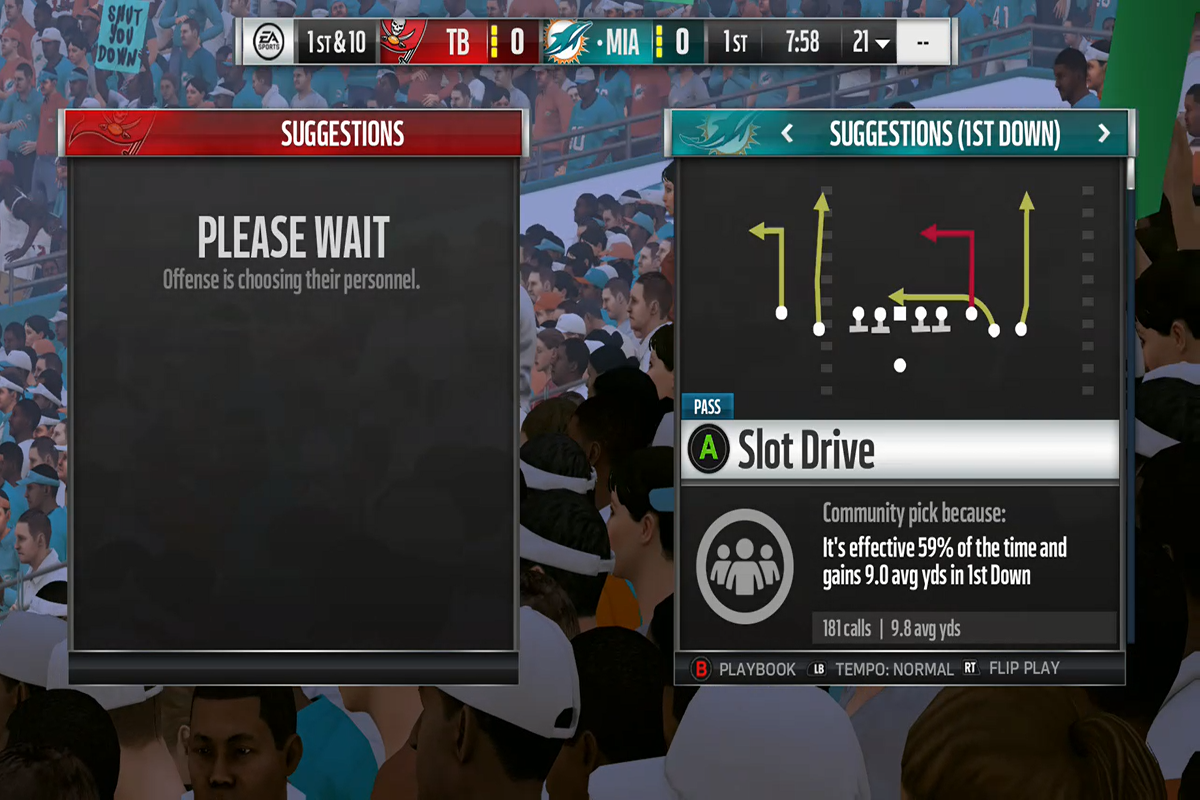 SHUT
YOU
DOWN
EA
SPORTS
1ST & 10
TB
0
MIA
0
1ST
7:58
21
--
41
SUGGESTIONS
PLEASE WAIT
Offense is choosing their personnel.
SUGGESTIONS (1ST DOWN)
PASS
A Slot Drive
Community pick because:
It's effective 59% of the time and
gains 9.0 avg yds in 1st Down
181 calls | 9.8 avg yds
B PLAYBOOK LB TEMPO: NORMAL RT FLIP PLAY